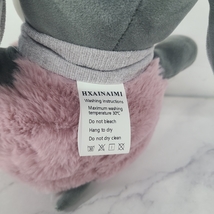 HXAINAIMI
Washing instructions
Maximum washing
temperature 30℃
Do not bleach
Hang to dry
Do not dry clean